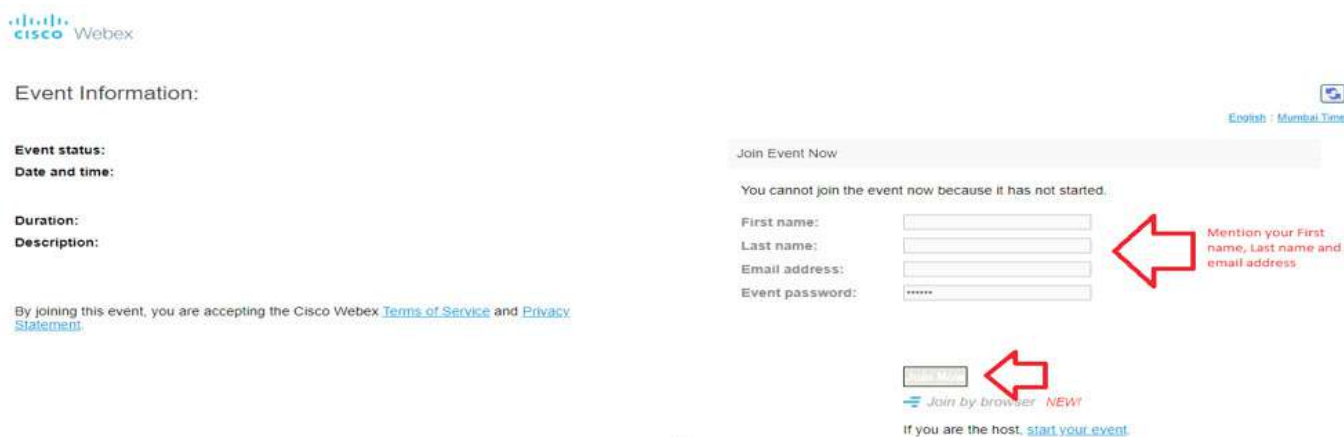 CISCO Webex
Event Information:
English : Mumbai Time
Event status:
Date and time:
Duration:
Description:
By joining this event, you are accepting the Cisco Webex Terms of Service and Privacy
Statement.
Join Event Now
You cannot join the event now because it has not started.
First name:
Last name:
Email address:
Event password:
Mention your First
name, Last name and
email address
Join Now
Join by browser NEW!
If you are the host, start your event.